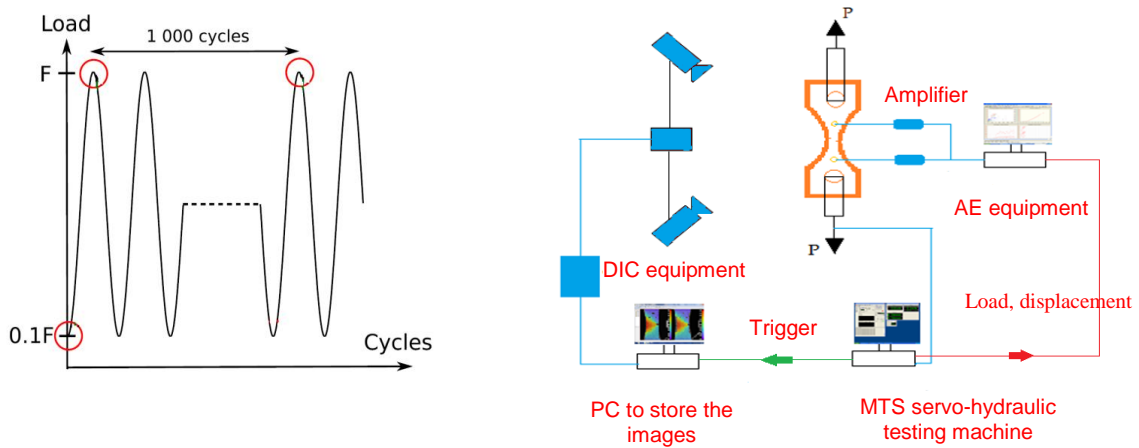 Load
1 000 cycles
F
0.1F
Cycles
P
Amplifier
AE equipment
P
DIC equipment
Load, displacement
Trigger
PC to store the
images
MTS servo-hydraulic
testing machine